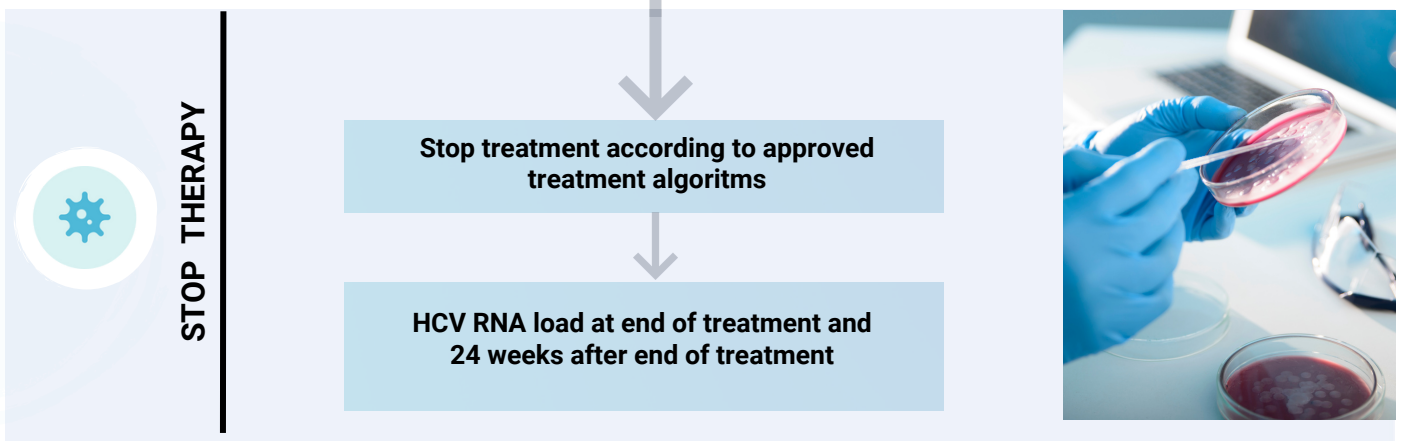 STOP THERAPY
Stop treatment according to approved
treatment algoritms
HCV RNA load at end of treatment and
24 weeks after end of treatment